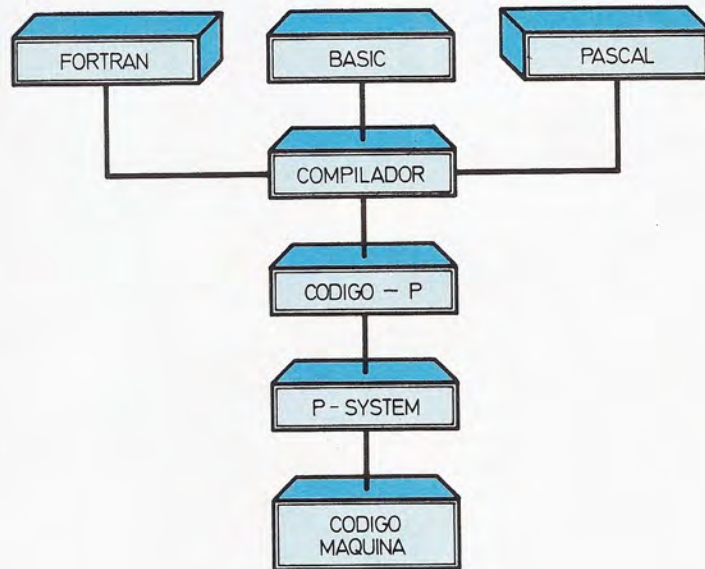 FORTRAN
BASIC
PASCAL
COMPILADOR
CODIGO - P
P - SYSTEM
CODIGO
MAQUINA